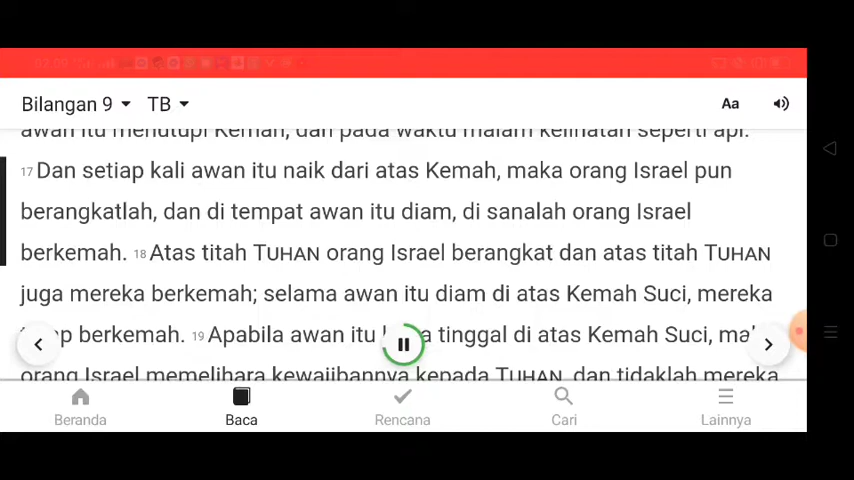 02.09
Bilangan 9 TB Aa
awan itu menutupi Kemah, dan pada waktu malam kelihatan seperti api.
17 Dan setiap kali awan itu naik dari atas Kemah, maka orang Israel pun
berangkatlah, dan di tempat awan itu diam, di sanalah orang Israel
berkemah. 18 Atas titah TUHAN orang Israel berangkat dan atas titah TUHAN
juga mereka berkemah; selama awan itu diam di atas Kemah Suci, mereka
berkemah. 19 Apabila awan itu tinggal di atas Kemah Suci,
orang Israel memelihara kewajibannya kepada TUHAN, dan tidaklah mereka
Beranda Baca Rencana Cari Lainnya